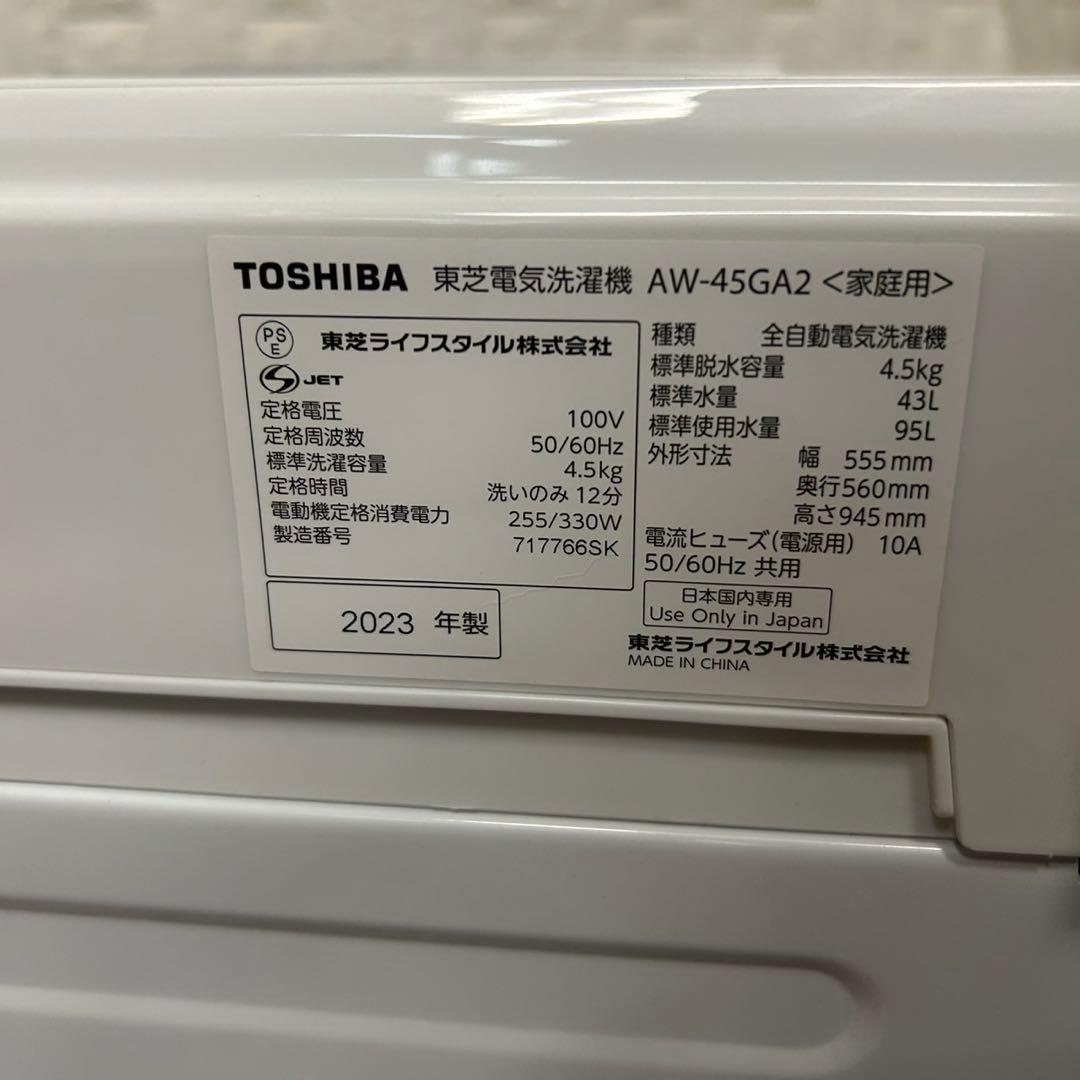 TOSHIBA 東芝電気洗濯機 AW-45GA2 <家庭用>
PSE 東芝ライフスタイル株式会社
S JET
定格電圧 100V
定格周波数 50/60Hz
標準洗濯容量 4.5kg
定格時間 洗いのみ 12分
電動機定格消費電力 255/330W
製造番号 717766SK
2023 年製
種類 全自動電気洗濯機
標準脱水容量 4.5kg
標準水量 43L
標準使用水量 95L
外形寸法 幅 555mm
奥行560mm
高さ945mm
電流ヒューズ(電源用) 10A
50/60Hz 共用
日本国内専用
Use Only in Japan
東芝ライフスタイル株式会社
MADE IN CHINA